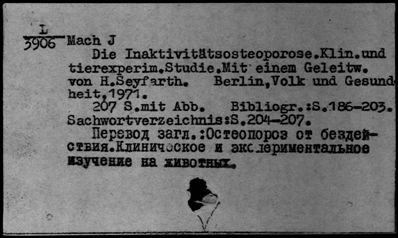 L
3906 Mach J
Die Inaktivitätsosteoporose.Klin.und
tierexperim.Studie.Mit einem Geleitw.
von H.Seyfarth. Berlin,Volk und Gesund
heit,1971.
207 S.mit Abb. Bibliogr.:S.186-203.
Sachwortverzeichnis:S.204-207.
Перевод загл.:Остеопороз от бездей-
ствия.Клиническое и экспериментальное
изучение на животных.